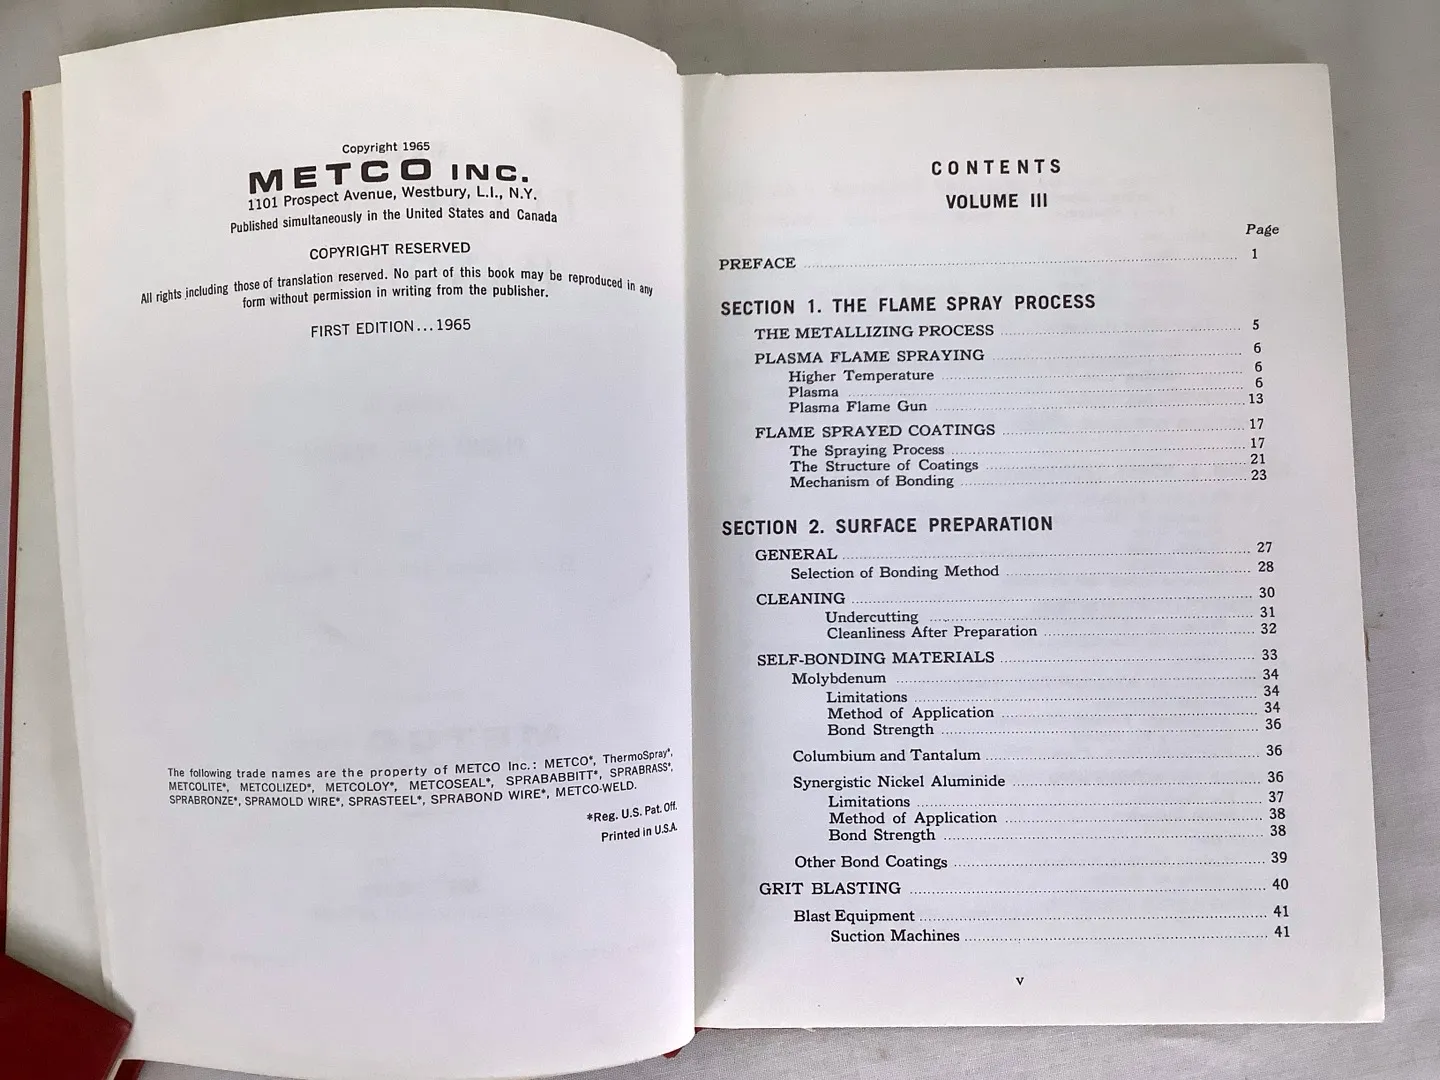 Copyright 1965
METCO INC.
1101 Prospect Avenue, Westbury, L.I., N.Y.
Published simultaneously in the United States and Canada
COPYRIGHT RESERVED
All rights including those of translation reserved. No part of this book may be reproduced in any
form without permission in writing from the publisher.
FIRST EDITION...1965
The following trade names are the property of METCO Inc.: METCO*, ThermoSpray*,
METCOLITE*, METCOLIZED*, METCOLOY*, METCOSEAL*, SPRABABBITT*, SPRABRASS*,
SPRABRONZE*, SPRAMOLD WIRE*, SPRASTEEL*, SPRABOND WIRE*, METCO-WELD.
*Reg. U.S. Pat. Off.
Printed in U.S.A.
CONTENTS
VOLUME III
Page
PREFACE 1
SECTION 1. THE FLAME SPRAY PROCESS
THE METALLIZING PROCESS 5
PLASMA FLAME SPRAYING 6
Higher Temperature 6
Plasma 6
Plasma Flame Gun 13
FLAME SPRAYED COATINGS 17
The Spraying Process 17
The Structure of Coatings 21
Mechanism of Bonding 23
SECTION 2. SURFACE PREPARATION
GENERAL 27
Selection of Bonding Method 28
CLEANING 30
Undercutting 31
Cleanliness After Preparation 32
SELF-BONDING MATERIALS 33
Molybdenum 34
Limitations 34
Method of Application 34
Bond Strength 36
Columbium and Tantalum 36
Synergistic Nickel Aluminide 36
Limitations 37
Method of Application 38
Bond Strength 38
Other Bond Coatings 39
GRIT BLASTING 40
Blast Equipment 41
Suction Machines 41
v